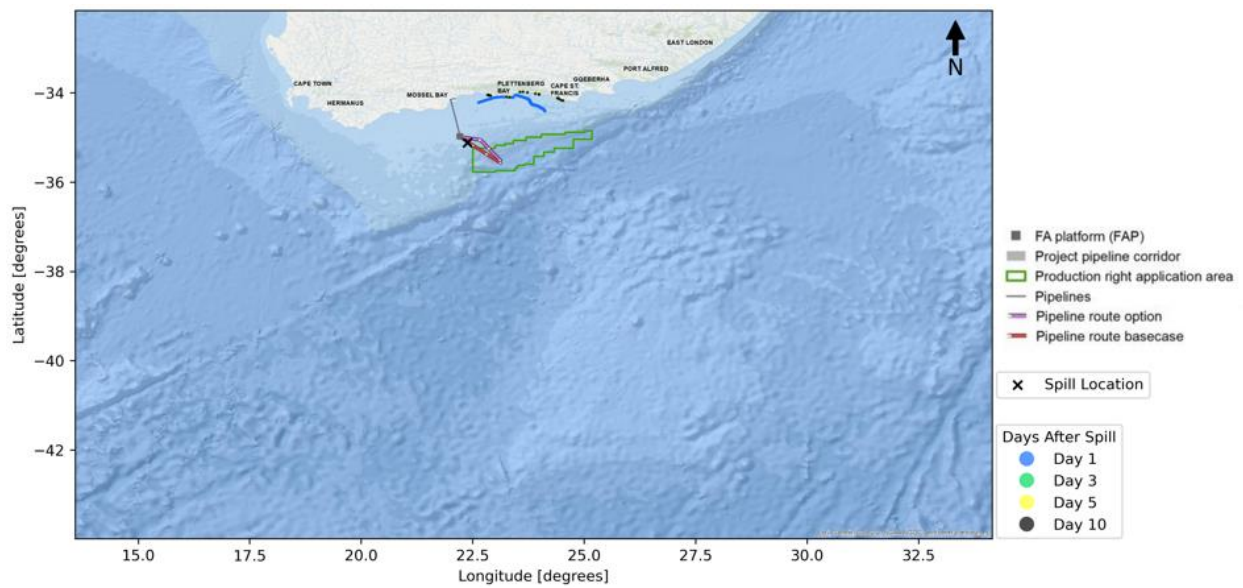 EAST LONDON
PORT ALFRED
GQEBERHA
CAPE ST.
FRANCIS
PLETTENBERG
BAY
MOSSEL BAY
CAPE TOWN
HERMANUS
N
−34
−36
−38
−40
−42
Latitude [degrees]
15.0 17.5 20.0 22.5 25.0 27.5 30.0 32.5
Longitude [degrees]
FA platform (FAP)
Project pipeline corridor
Production right application area
Pipelines
Pipeline route option
Pipeline route basecase
Spill Location
Days After Spill
Day 1
Day 3
Day 5
Day 10